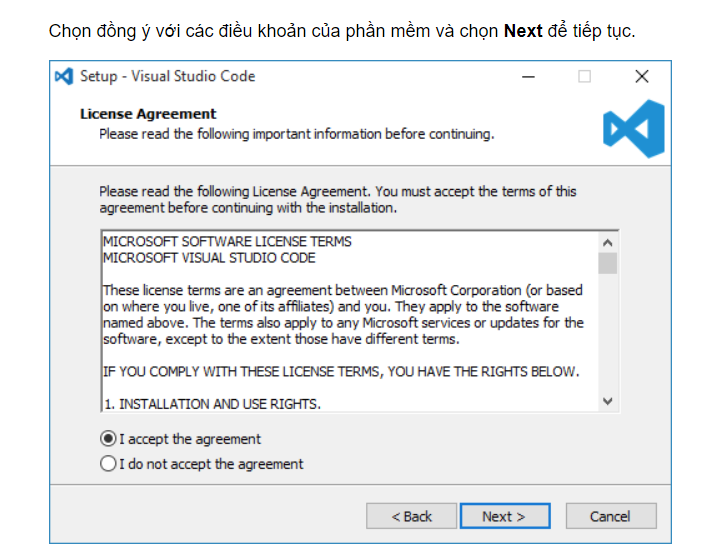 Chọn đồng ý với các điều khoản của phần mềm và chọn Next để tiếp tục.
Setup - Visual Studio Code
License Agreement
Please read the following important information before continuing.
Please read the following License Agreement. You must accept the terms of this
agreement before continuing with the installation.
MICROSOFT SOFTWARE LICENSE TERMS
MICROSOFT VISUAL STUDIO CODE
These license terms are an agreement between Microsoft Corporation (or based
on where you live, one of its affiliates) and you. They apply to the software
named above. The terms also apply to any Microsoft services or updates for the
software, except to the extent those have different terms.
IF YOU COMPLY WITH THESE LICENSE TERMS, YOU HAVE THE RIGHTS BELOW.
1. INSTALLATION AND USE RIGHTS.
I accept the agreement
I do not accept the agreement
< Back Next > Cancel